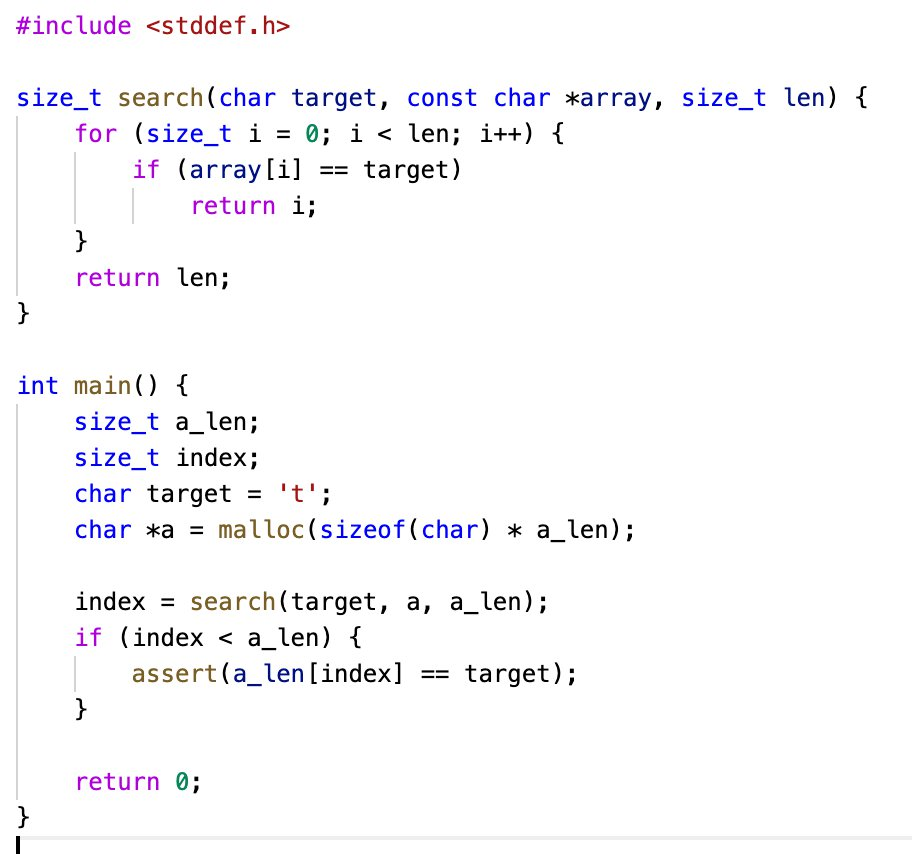 #include <stddef.h>

size_t search(char target, const char *array, size_t len) {
    for (size_t i = 0; i < len; i++) {
        if (array[i] == target)
            return i;
    }
    return len;
}

int main() {
    size_t a_len;
    size_t index;
    char target = 't';
    char *a = malloc(sizeof(char) * a_len);

    index = search(target, a, a_len);
    if (index < a_len) {
        assert(a_len[index] == target);
    }

    return 0;
}